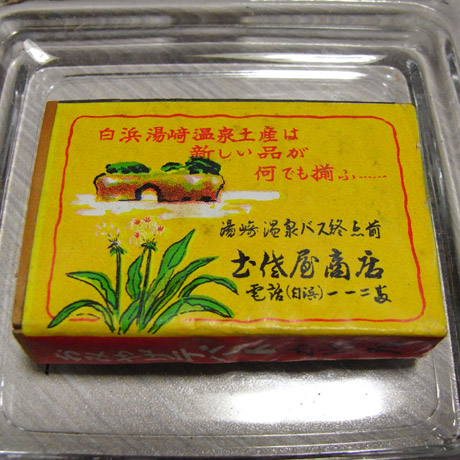 白浜湯崎温泉土産は
新しい品が
何でも揃ふ……
湯崎温泉バス終点前
土俵屋商店
電話(白浜)一一二番